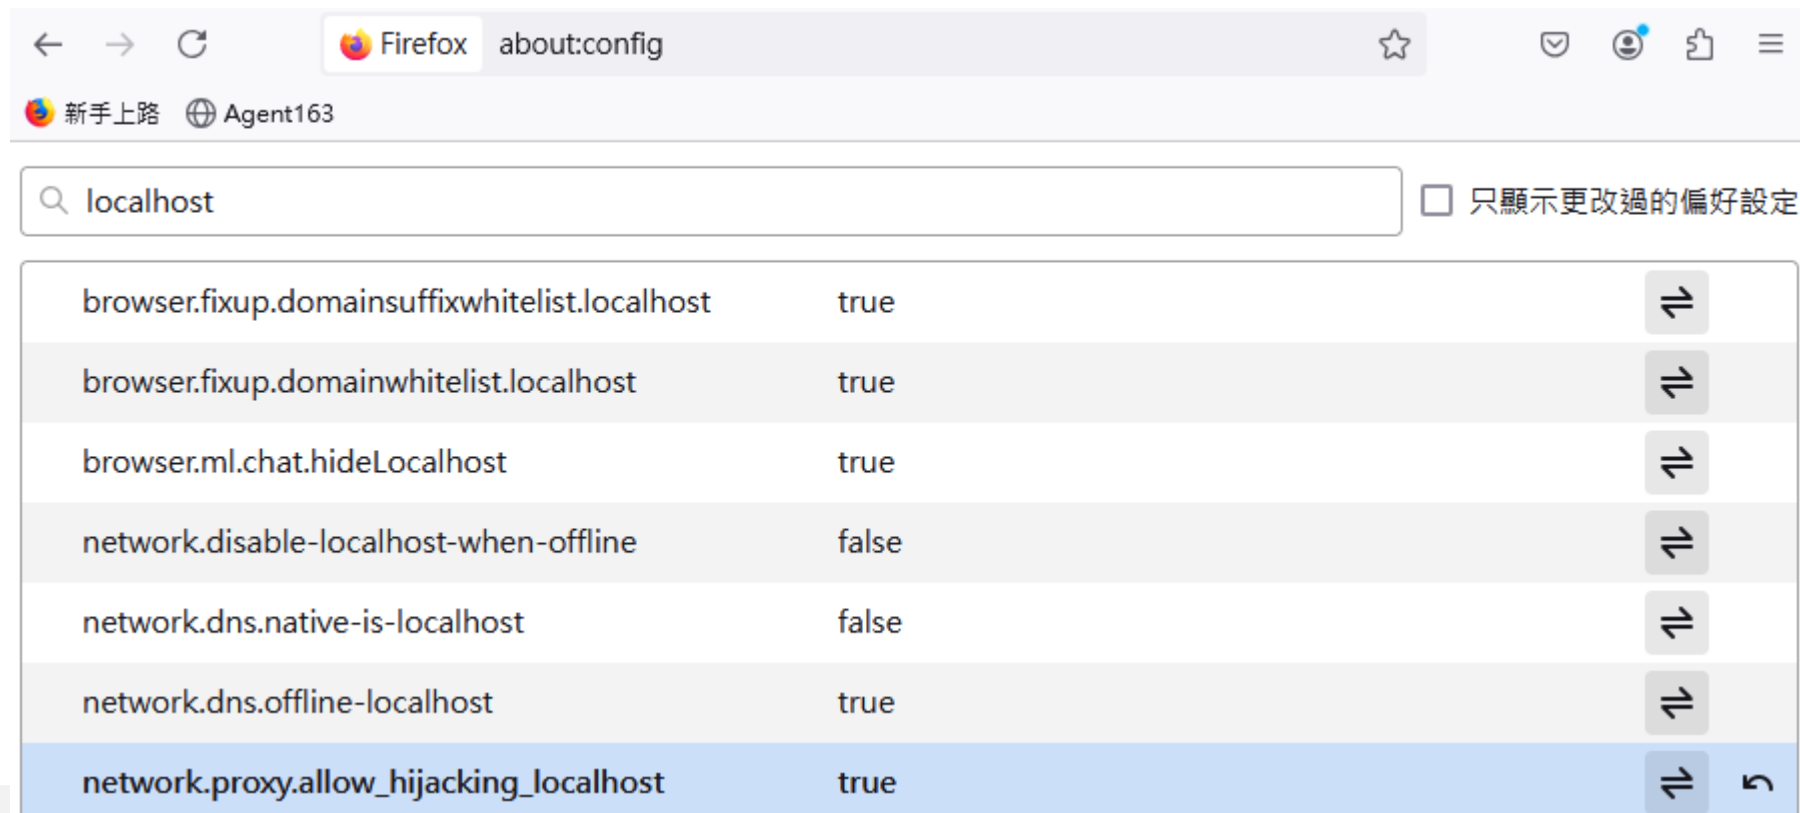 Firefox about:config
新手上路 Agent163
localhost 只顯示更改過的偏好設定
browser.fixup.domainsuffixwhitelist.localhost true
browser.fixup.domainwhitelist.localhost true
browser.ml.chat.hideLocalhost true
network.disable-localhost-when-offline false
network.dns.native-is-localhost false
network.dns.offline-localhost true
network.proxy.allow_hijacking_localhost true